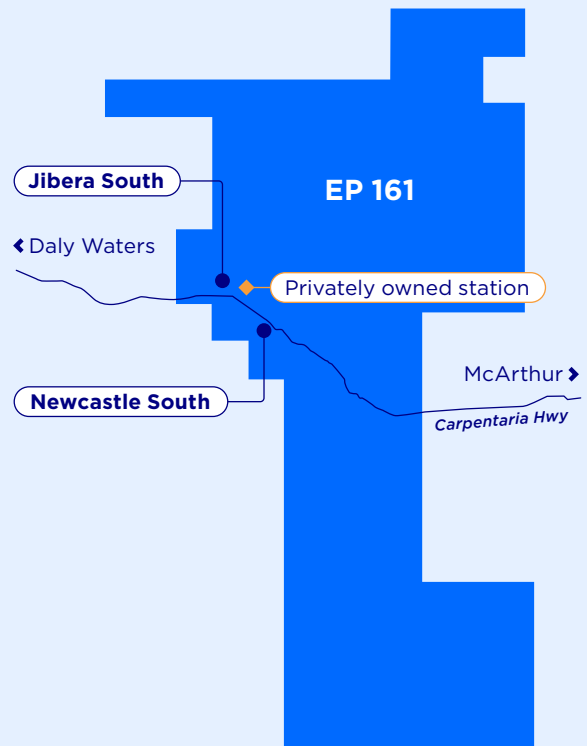 Jibera South
EP 161
Daly Waters
Privately owned station
McArthur
Newcastle South
Carpentaria Hwy